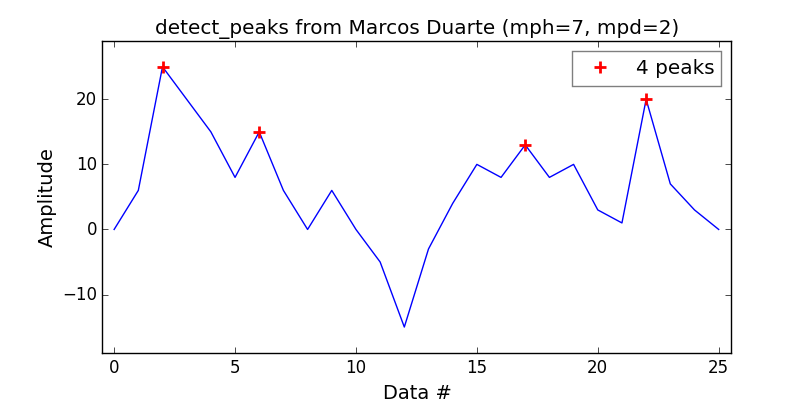 detect_peaks from Marcos Duarte (mph=7, mpd=2)
4 peaks
Amplitude
20
10
0
−10
0
5
10
15
20
25
Data #